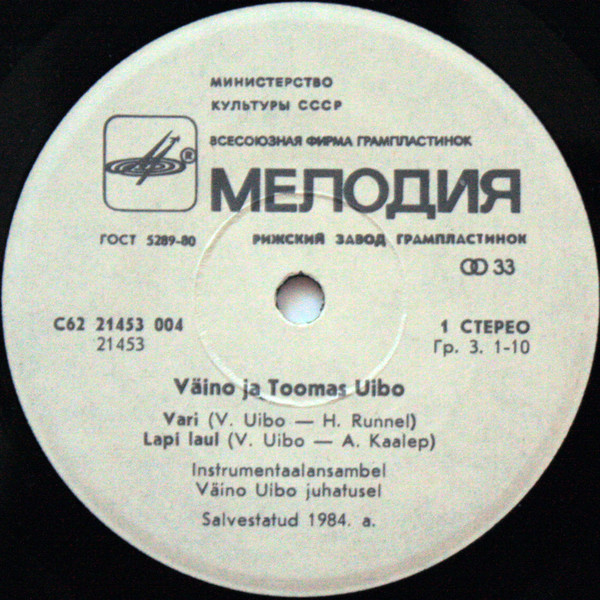 МИНИСТЕРСТВО
КУЛЬТУРЫ СССР
ВСЕСОЮЗНАЯ ФИРМА ГРАМПЛАСТИНОК
®
МЕЛОДИЯ
ГОСТ 5289-80 РИЖСКИЙ ЗАВОД ГРАМПЛАСТИНОК
33
С62 21453 004 1 СТЕРЕО
21453 Гр. 3. 1-10
Väino ja Toomas Uibo
Vari (V. Uibo — H. Runnel)
Lapi laul (V. Uibo — A. Kaalep)
Instrumentaalansambel
Väino Uibo juhatusel
Salvestatud 1984. a.